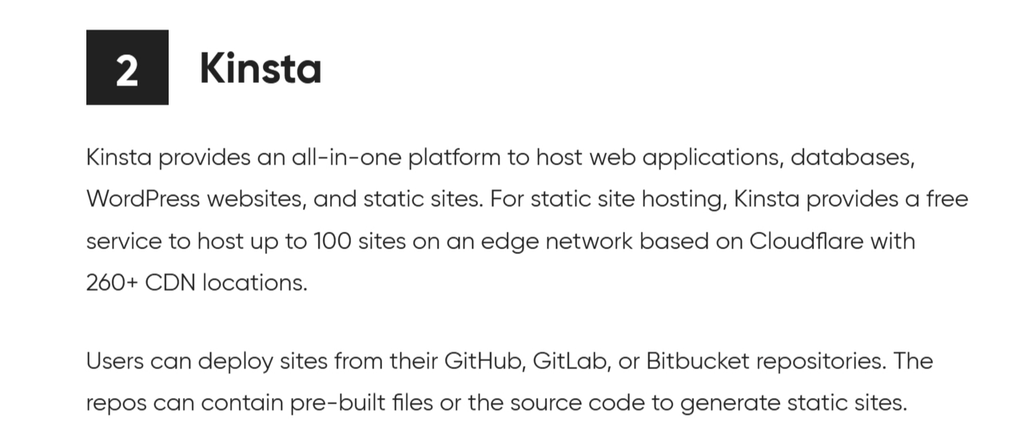 2 Kinsta
Kinsta provides an all-in-one platform to host web applications, databases,
WordPress websites, and static sites. For static site hosting, Kinsta provides a free
service to host up to 100 sites on an edge network based on Cloudflare with
260+ CDN locations.
Users can deploy sites from their GitHub, GitLab, or Bitbucket repositories. The
repos can contain pre-built files or the source code to generate static sites.